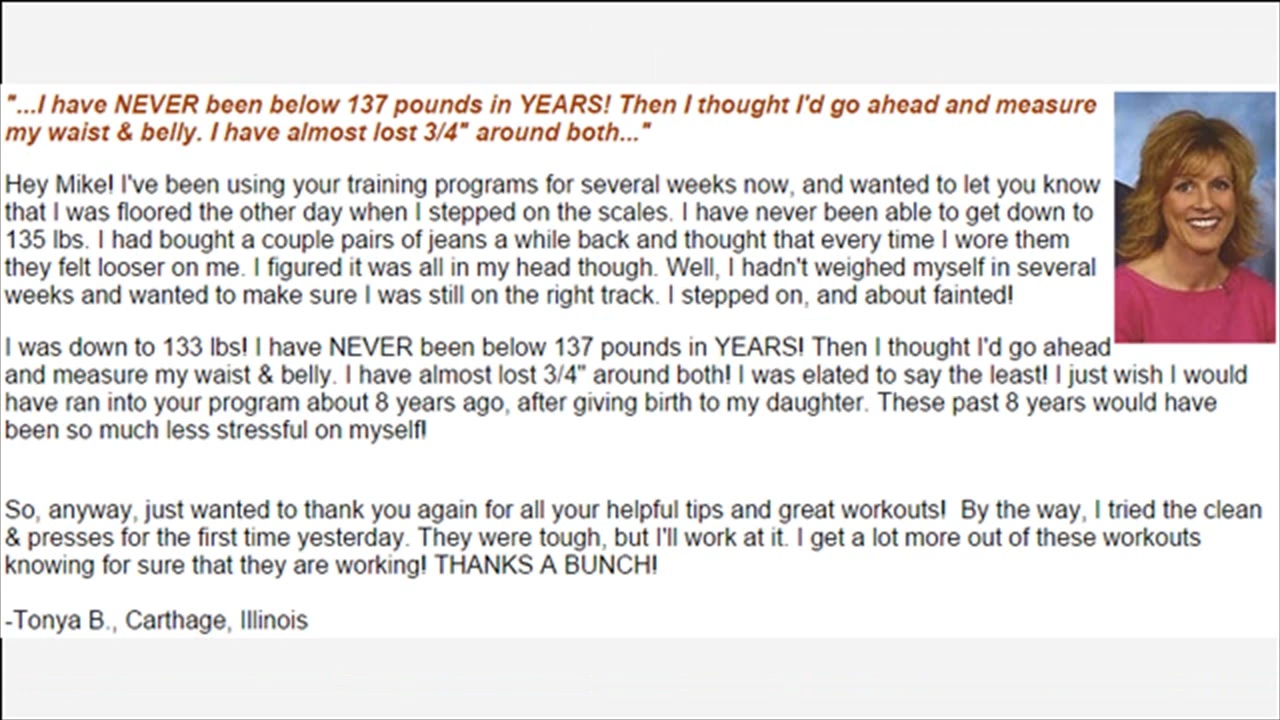 "...I have NEVER been below 137 pounds in YEARS! Then I thought I'd go ahead and measure
my waist & belly. I have almost lost 3/4" around both..."
Hey Mike! I've been using your training programs for several weeks now, and wanted to let you know
that I was floored the other day when I stepped on the scales. I have never been able to get down to
135 lbs. I had bought a couple pairs of jeans a while back and thought that every time I wore them
they felt looser on me. I figured it was all in my head though. Well, I hadn't weighed myself in several
weeks and wanted to make sure I was still on the right track. I stepped on, and about fainted!
I was down to 133 lbs! I have NEVER been below 137 pounds in YEARS! Then I thought I'd go ahead
and measure my waist & belly. I have almost lost 3/4" around both! I was elated to say the least! I just wish I would
have ran into your program about 8 years ago, after giving birth to my daughter. These past 8 years would have
been so much less stressful on myself!
So, anyway, just wanted to thank you again for all your helpful tips and great workouts!  By the way, I tried the clean
& presses for the first time yesterday. They were tough, but I'll work at it. I get a lot more out of these workouts
knowing for sure that they are working! THANKS A BUNCH!
-Tonya B., Carthage, Illinois